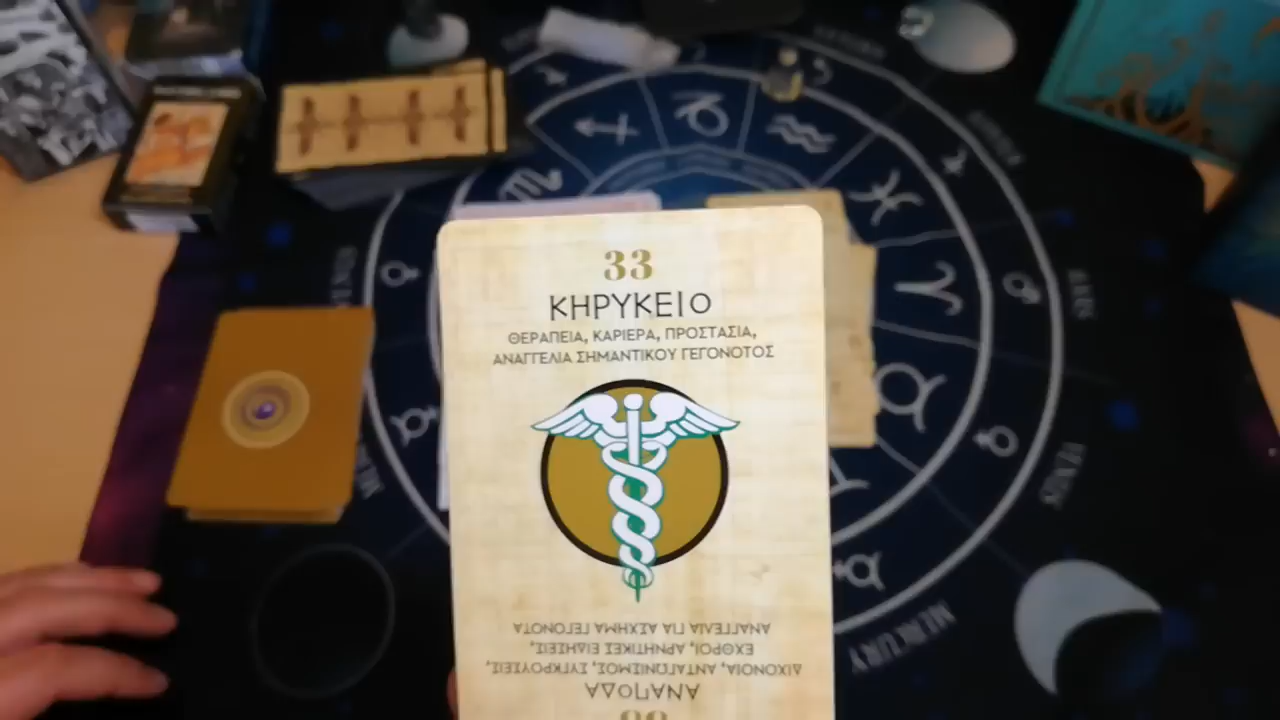 33
ΚΗΡΥΚΕΙΟ
ΘΕΡΑΠΕΙΑ, ΚΑΡΙΕΡΑ, ΠΡΟΣΤΑΣΙΑ,
ΑΝΑΓΓΕΛΙΑ ΣΗΜΑΝΤΙΚΟΥ ΓΕΓΟΝΟΤΟΣ
ΑΝΑΠΟΔΑ
ΔΙΧΟΝΟΙΑ, ΑΝΤΑΓΩΝΙΣΜΟΣ, ΣΥΓΚΡΟΥΣΕΙΣ,
ΕΧΘΡΟΙ, ΑΡΝΗΤΙΚΕΣ ΕΙΔΗΣΕΙΣ,
ΑΝΑΓΓΕΛΙΑ ΓΙΑ ΑΣΧΗΜΑ ΓΕΓΟΝΟΤΑ
MERCURY
VENUS